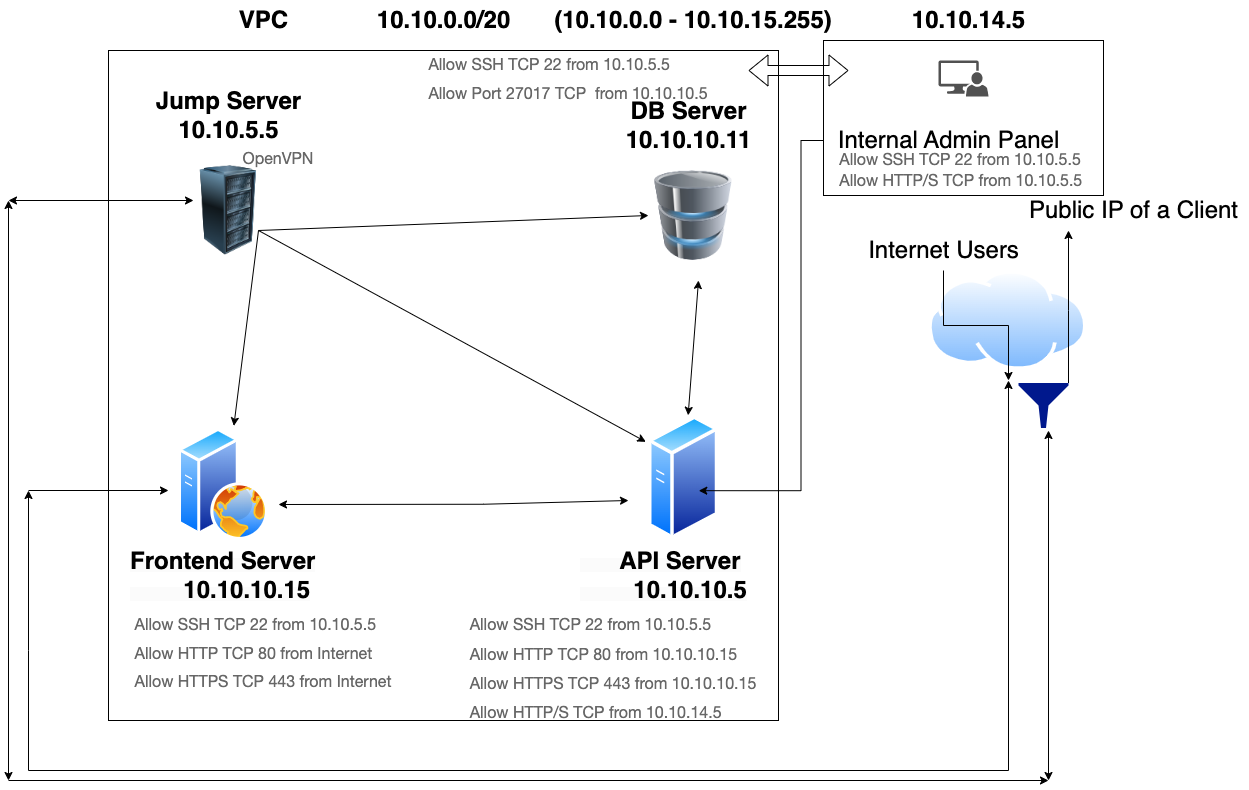 VPC 10.10.0.0/20 (10.10.0.0 - 10.10.15.255) 10.10.14.5
Allow SSH TCP 22 from 10.10.5.5
Allow Port 27017 TCP from 10.10.10.5
Jump Server
10.10.5.5
OpenVPN
DB Server
10.10.10.11
Internal Admin Panel
Allow SSH TCP 22 from 10.10.5.5
Allow HTTP/S TCP from 10.10.5.5
Public IP of a Client
Internet Users
Frontend Server
10.10.10.15
Allow SSH TCP 22 from 10.10.5.5
Allow HTTP TCP 80 from Internet
Allow HTTPS TCP 443 from Internet
API Server
10.10.10.5
Allow SSH TCP 22 from 10.10.5.5
Allow HTTP TCP 80 from 10.10.10.15
Allow HTTPS TCP 443 from 10.10.10.15
Allow HTTP/S TCP from 10.10.14.5